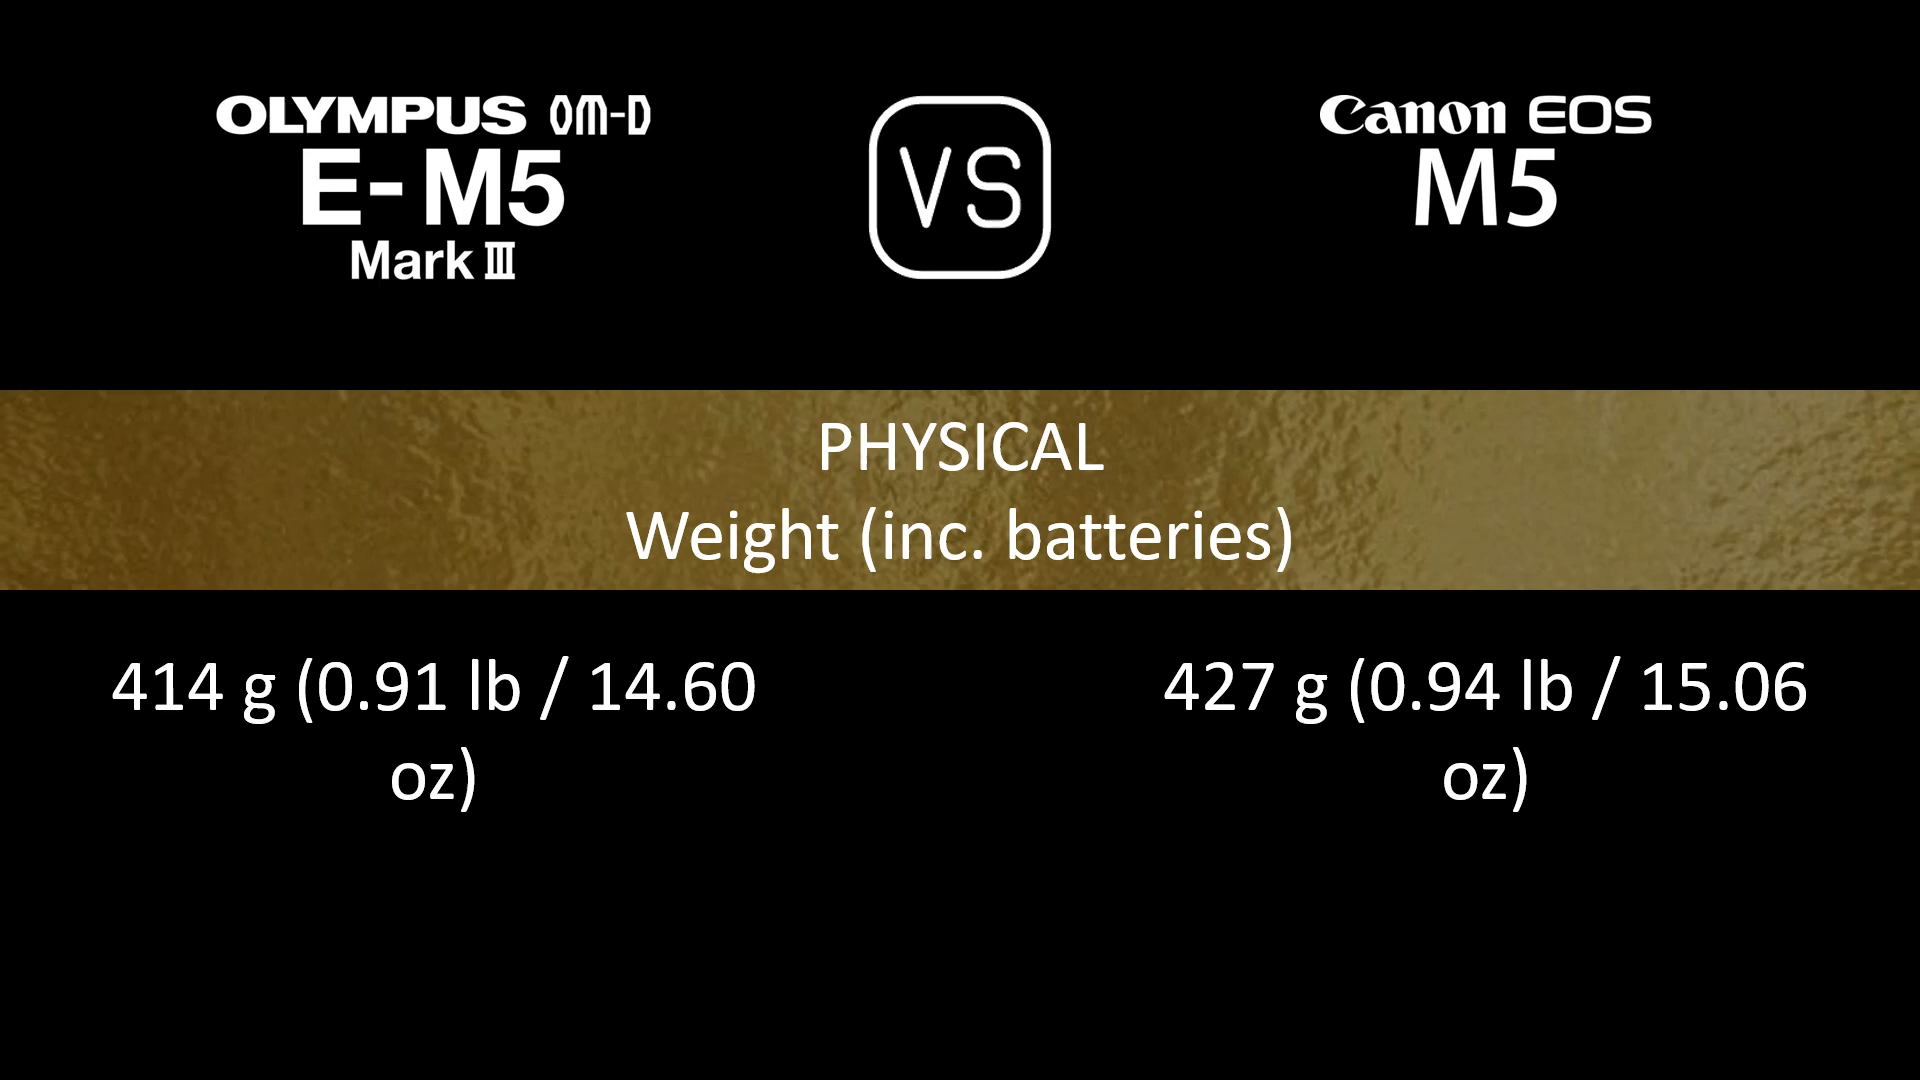 OLYMPUS OM-D
E-M5
Mark III
VS
Canon EOS
M5
PHYSICAL
Weight (inc. batteries)
414 g (0.91 lb / 14.60
oz)
427 g (0.94 lb / 15.06
oz)